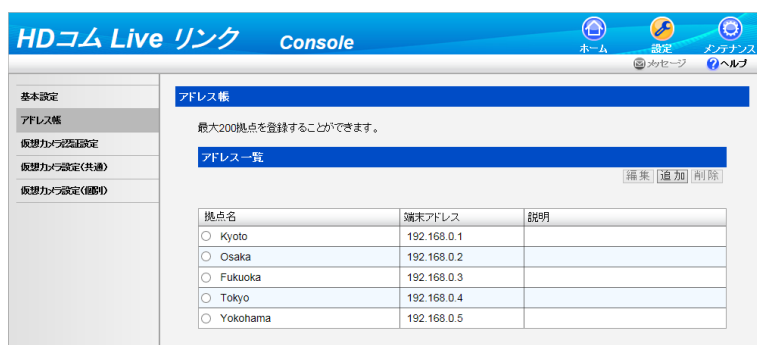 HDコム Live リンク Console
ホーム 設定 メンテナンス
メッセージ ?ヘルプ
基本設定
アドレス帳
仮想カメラ認証設定
仮想カメラ設定(共通)
仮想カメラ設定(個別)
アドレス帳
最大200拠点を登録することができます。
アドレス一覧
編集 追加 削除
拠点名 端末アドレス 説明
Kyoto 192.168.0.1
Osaka 192.168.0.2
Fukuoka 192.168.0.3
Tokyo 192.168.0.4
Yokohama 192.168.0.5